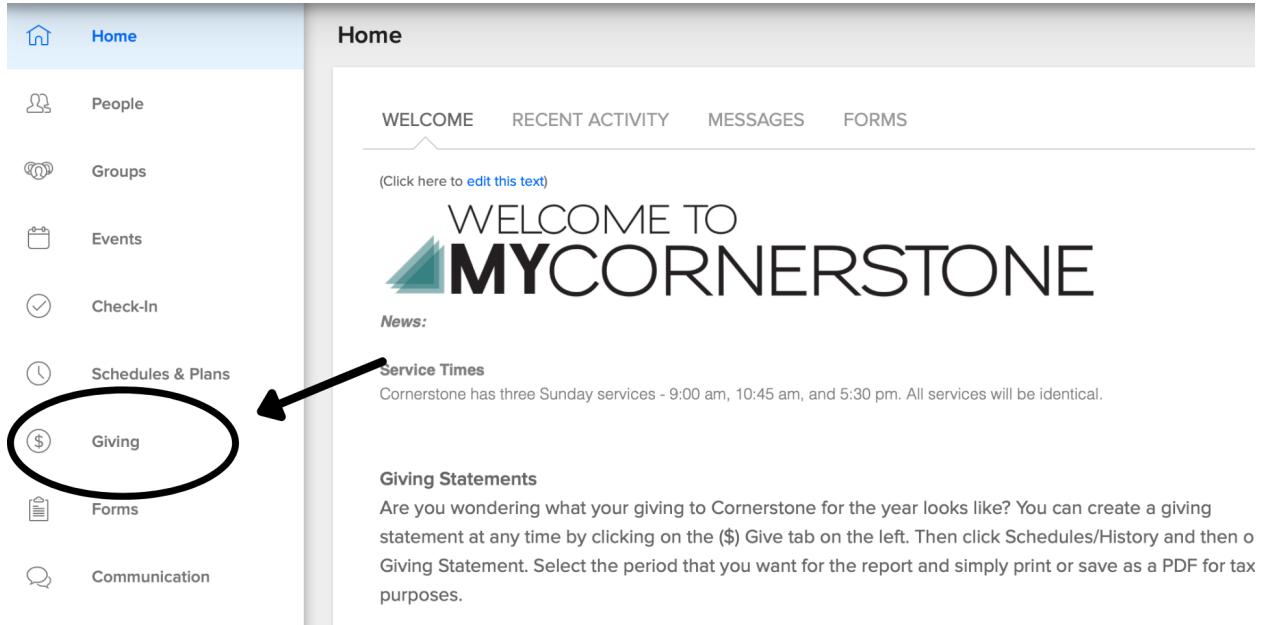 Home
People
Groups
Events
Check-In
Schedules & Plans
Giving
Forms
Communication
Home
WELCOME RECENT ACTIVITY MESSAGES FORMS
(Click here to edit this text)
WELCOME TO
MYCORNERSTONE
News:
Service Times
Cornerstone has three Sunday services - 9:00 am, 10:45 am, and 5:30 pm. All services will be identical.
Giving Statements
Are you wondering what your giving to Cornerstone for the year looks like? You can create a giving
statement at any time by clicking on the ($) Give tab on the left. Then click Schedules/History and then o
Giving Statement. Select the period that you want for the report and simply print or save as a PDF for tax
purposes.